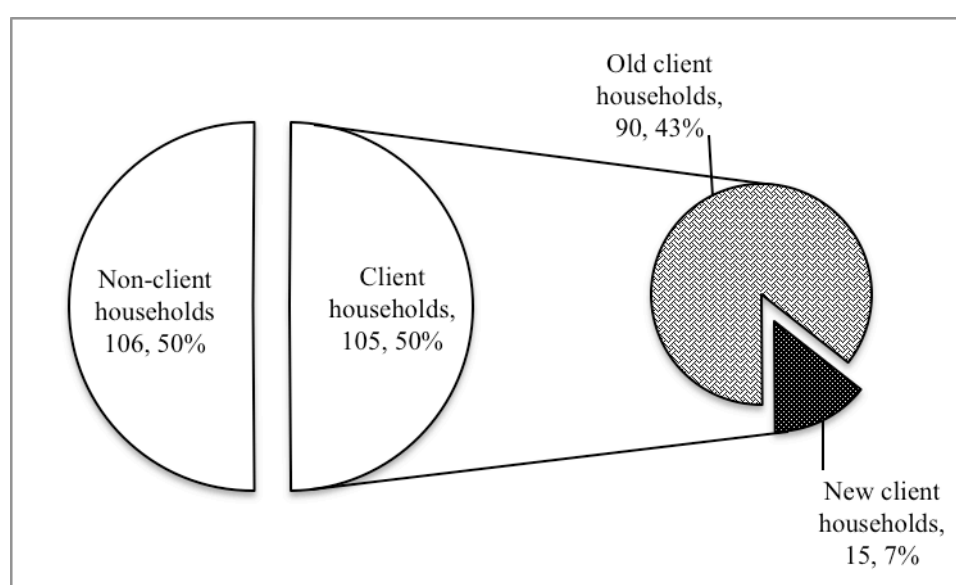 Old client
households,
90, 43%
Non-client
households
106, 50%
Client
households,
105, 50%
New client
households,
15, 7%